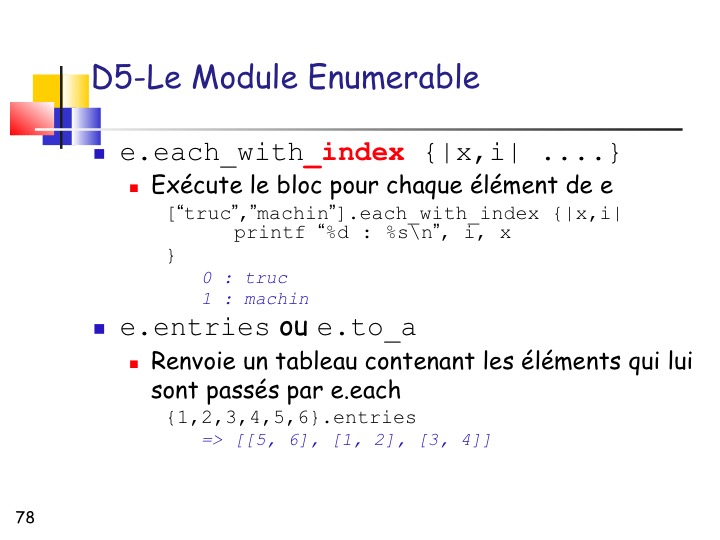 D5-Le Module Enumerable
e.each_with_index {|x,i| ....}
Exécute le bloc pour chaque élément de e
[“truc”,”machin”].each_with_index {|x,i|
printf “%d : %s\n”, i, x
}
0 : truc
1 : machin
e.entries ou e.to_a
Renvoie un tableau contenant les éléments qui lui
sont passés par e.each
{1,2,3,4,5,6}.entries
=> [[5, 6], [1, 2], [3, 4]]
78